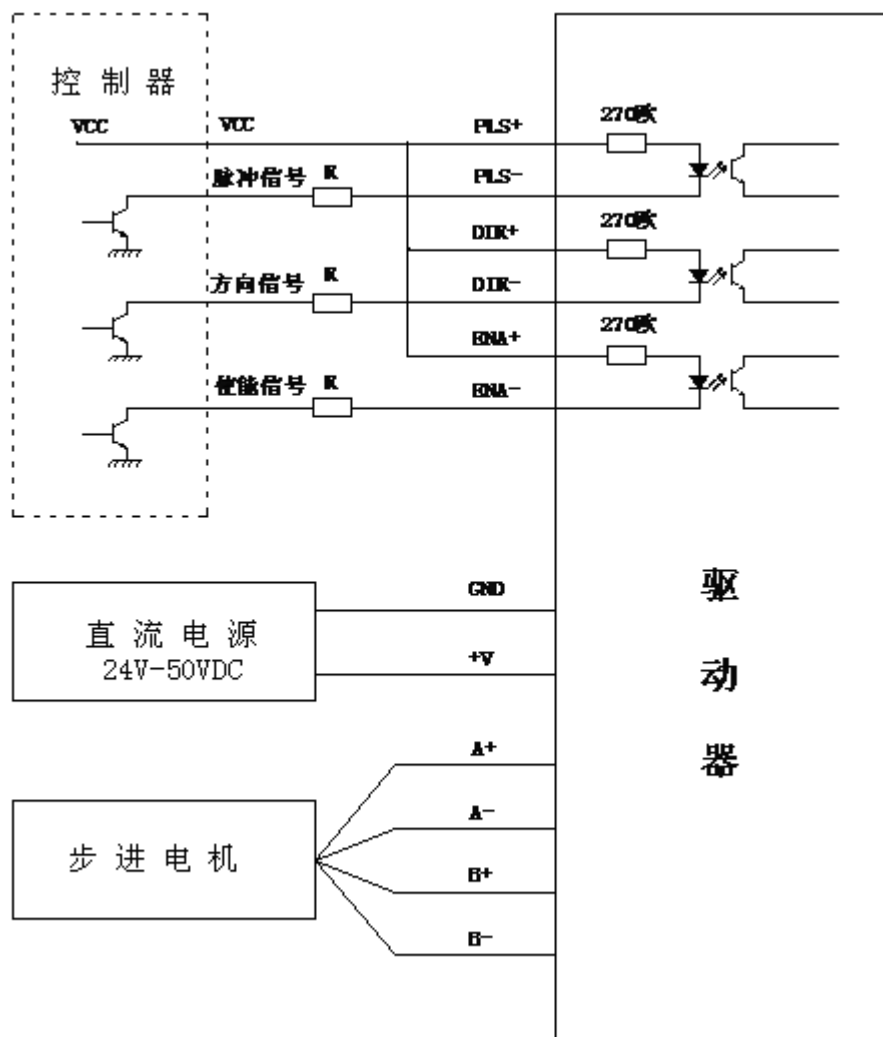 控制器
VCC
VCC
PLS+
270欧
脉冲信号
R
PLS-
DIR+
270欧
方向信号
R
DIR-
ENA+
270欧
使能信号
R
ENA-
直流电源
24V-50VDC
GND
+V
驱动器
步进电机
A+
A-
B+
B-